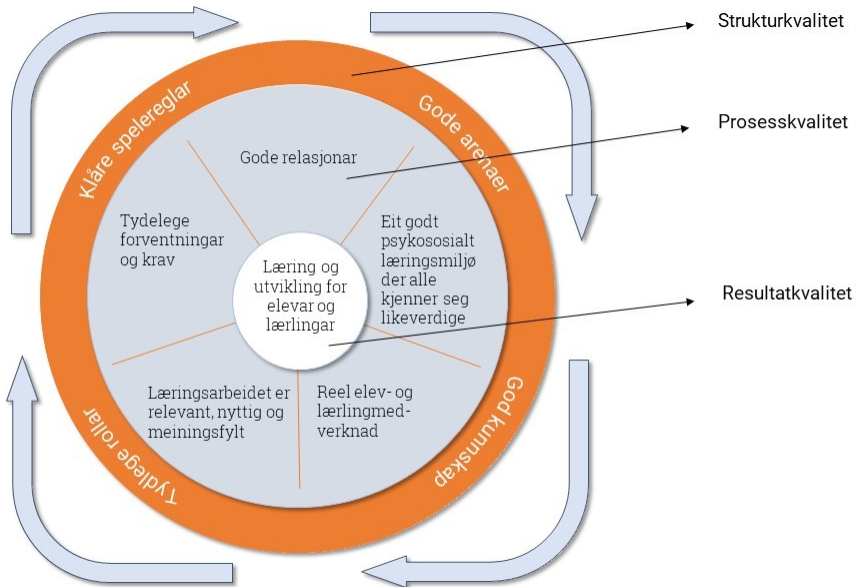 Strukturkvalitet
Klåre spelereglar
Gode arenaer
Prosesskvalitet
Gode relasjonar
Tydelege
forventningar
og krav
Eit godt
psykososialt
læringsmiljø
der alle
kjenner seg
likeverdige
Læring og
utvikling for
elevar og
lærlingar
Resultatkvalitet
Læringsarbeidet er
relevant, nyttig og
meiningsfylt
Reel elev- og
lærlingmed-
verknad
Tydlege rollar
God kunnskap